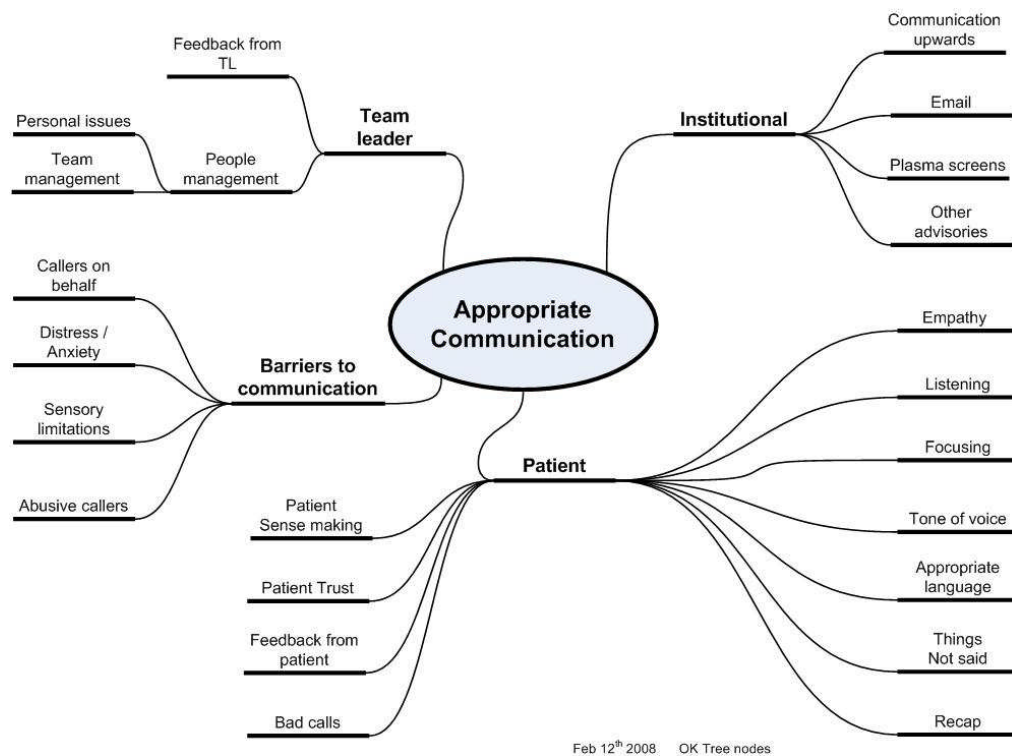 Feedback from
TL
Team
leader
Personal issues
Team
management
People
management
Communication
upwards
Institutional
Email
Plasma screens
Other
advisories
Appropriate
Communication
Callers on
behalf
Distress /
Anxiety
Barriers to
communication
Sensory
limitations
Abusive callers
Patient
Patient
Sense making
Patient Trust
Feedback from
patient
Bad calls
Empathy
Listening
Focusing
Tone of voice
Appropriate
language
Things
Not said
Recap
Feb 12th 2008 OK Tree nodes